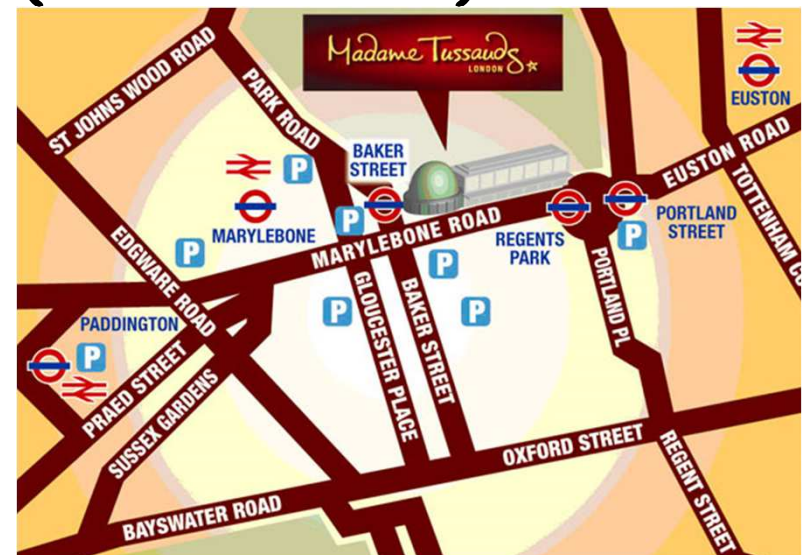 Madame Tussauds
LONDON
EUSTON
ST JOHNS WOOD ROAD
PARK ROAD
BAKER
STREET
P
EUSTON ROAD
MARYLEBONE
P
MARYLEBONE ROAD
REGENTS
PARK
PORTLAND
STREET
P
TOTTENHAM CO
EDGWARE ROAD
P
P
PORTLAND PL
GLOUCESTER PLACE
BAKER STREET
P
P
PADDINGTON
P
PRAED STREET
SUSSEX GARDENS
OXFORD STREET
REGENT STREET
BAYSWATER ROAD